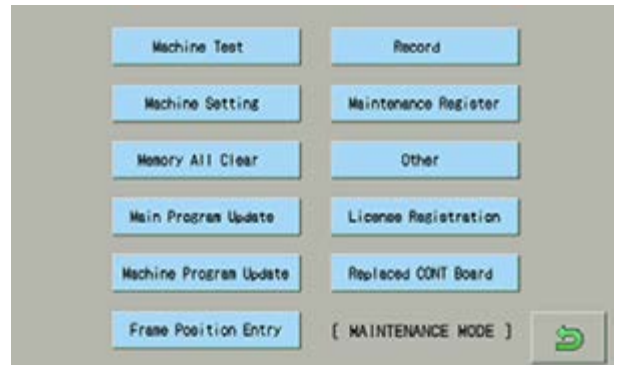 Machine Test
Record
Machine Setting
Maintenance Register
Memory All Clear
Other
Main Program Update
License Registration
Machine Program Update
Replaced CONT Board
Frame Position Entry
[ MAINTENANCE MODE ]